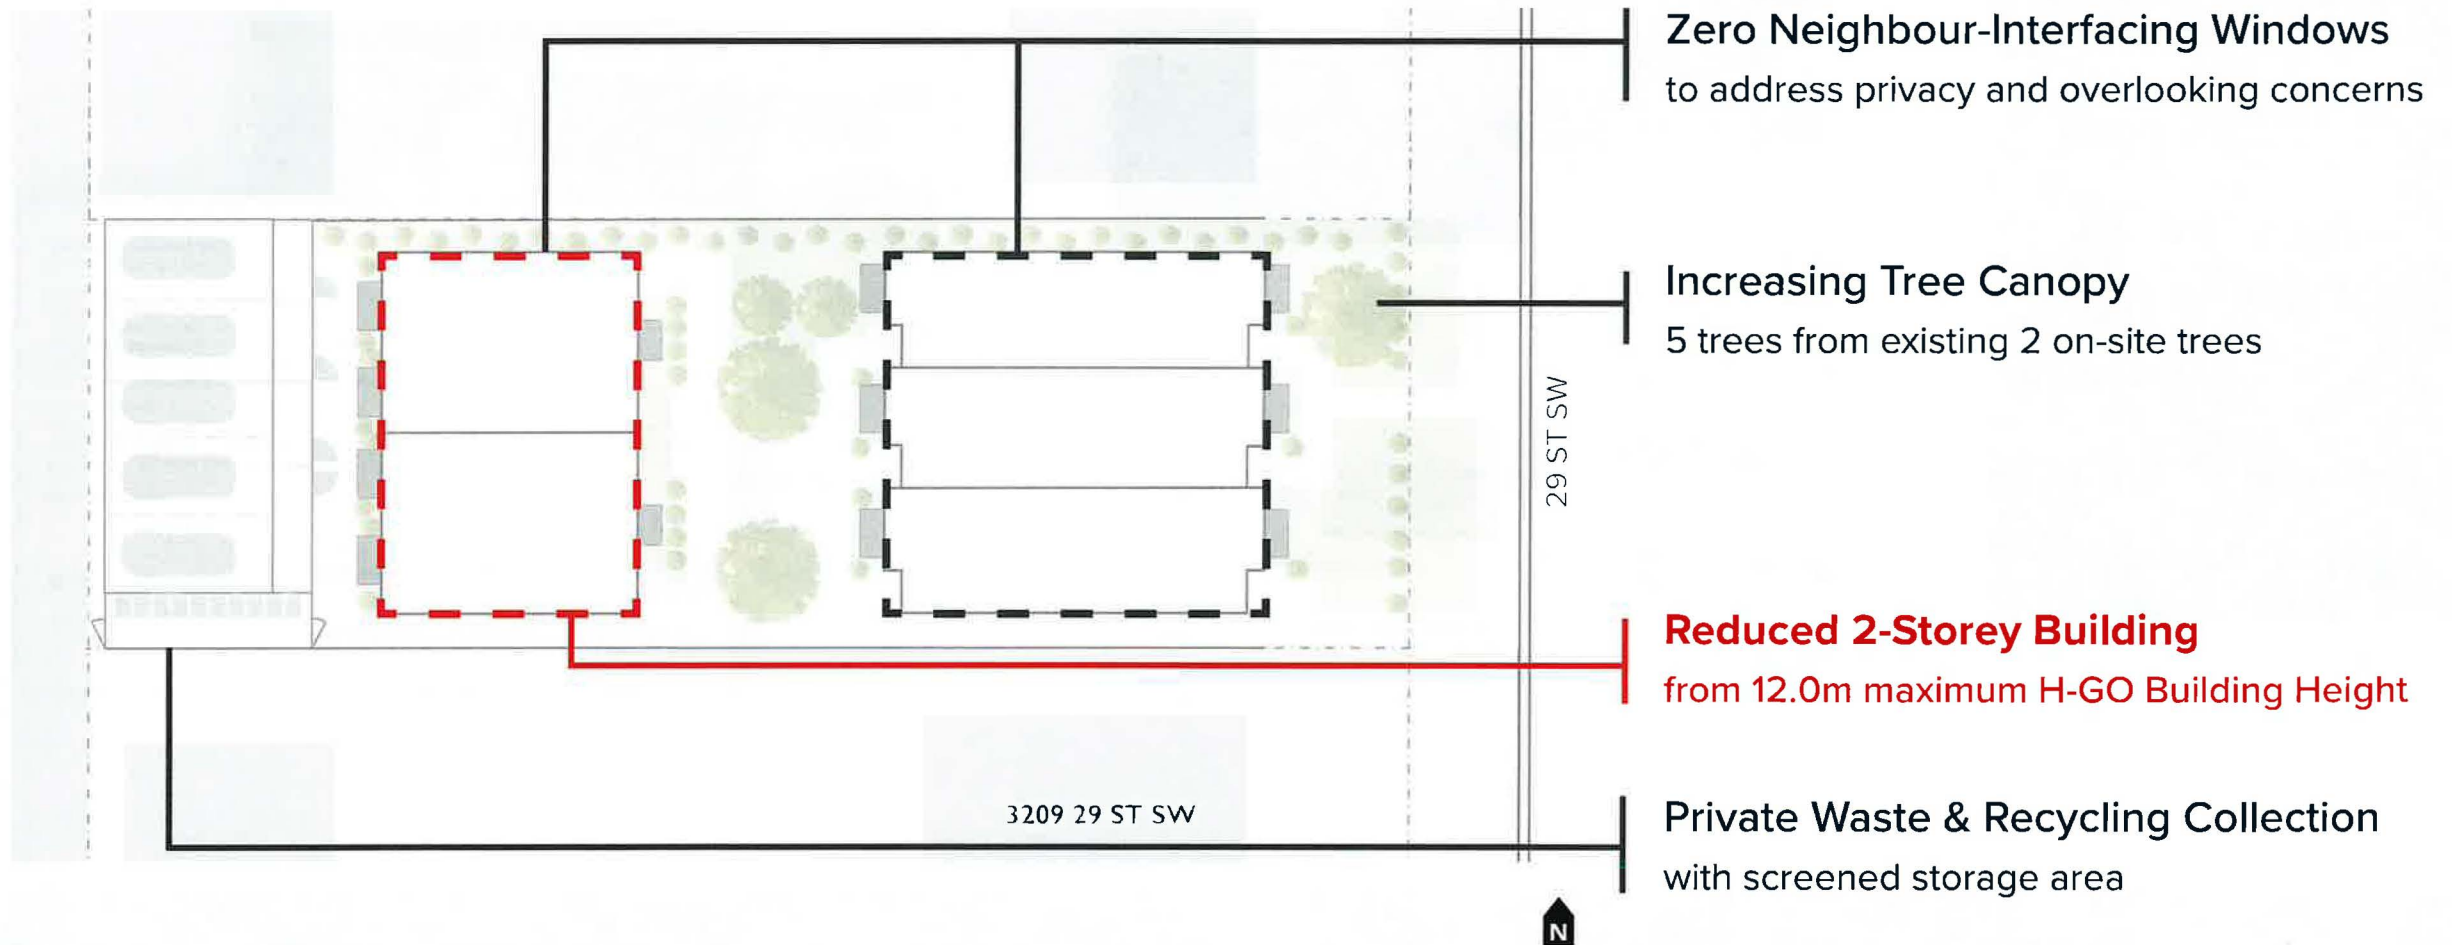 Zero Neighbour-Interfacing Windows
to address privacy and overlooking concerns
Increasing Tree Canopy
5 trees from existing 2 on-site trees
29 ST SW
Reduced 2-Storey Building
from 12.0m maximum H-GO Building Height
3209 29 ST SW
Private Waste & Recycling Collection
with screened storage area
N